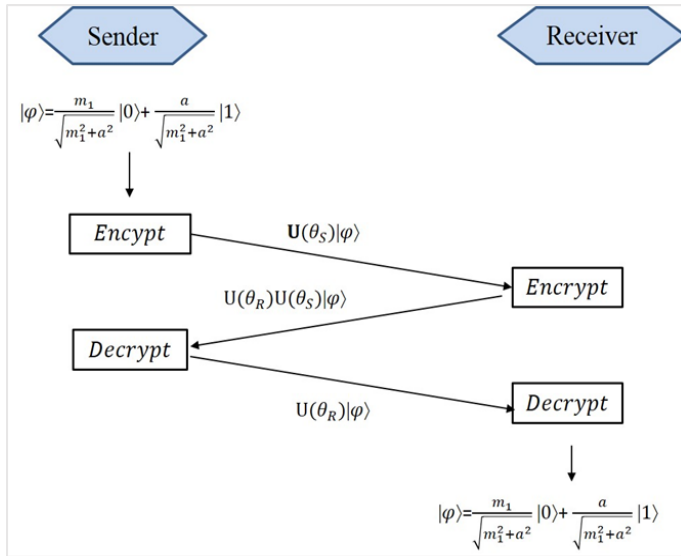 Sender
Receiver
|φ⟩=m₁/√(m₁²+a²) |0⟩+ a/√(m₁²+a²) |1⟩
Encypt
𝐔(θ_S)|φ⟩
Encrypt
U(θ_R)U(θ_S)|φ⟩
Decrypt
U(θ_R)|φ⟩
Decrypt
|φ⟩=m₁/√(m₁²+a²) |0⟩+ a/√(m₁²+a²) |1⟩